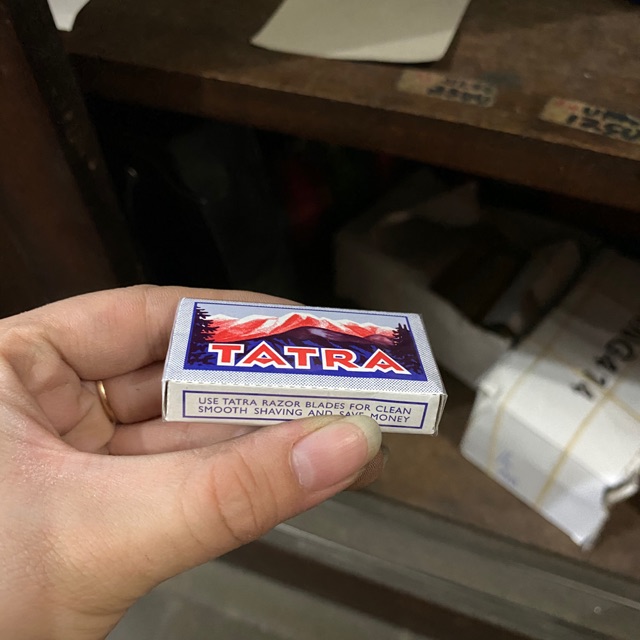 TATRA
USE TATRA RAZOR BLADES FOR CLEAN
SMOOTH SHAVING AND SAVE MONEY